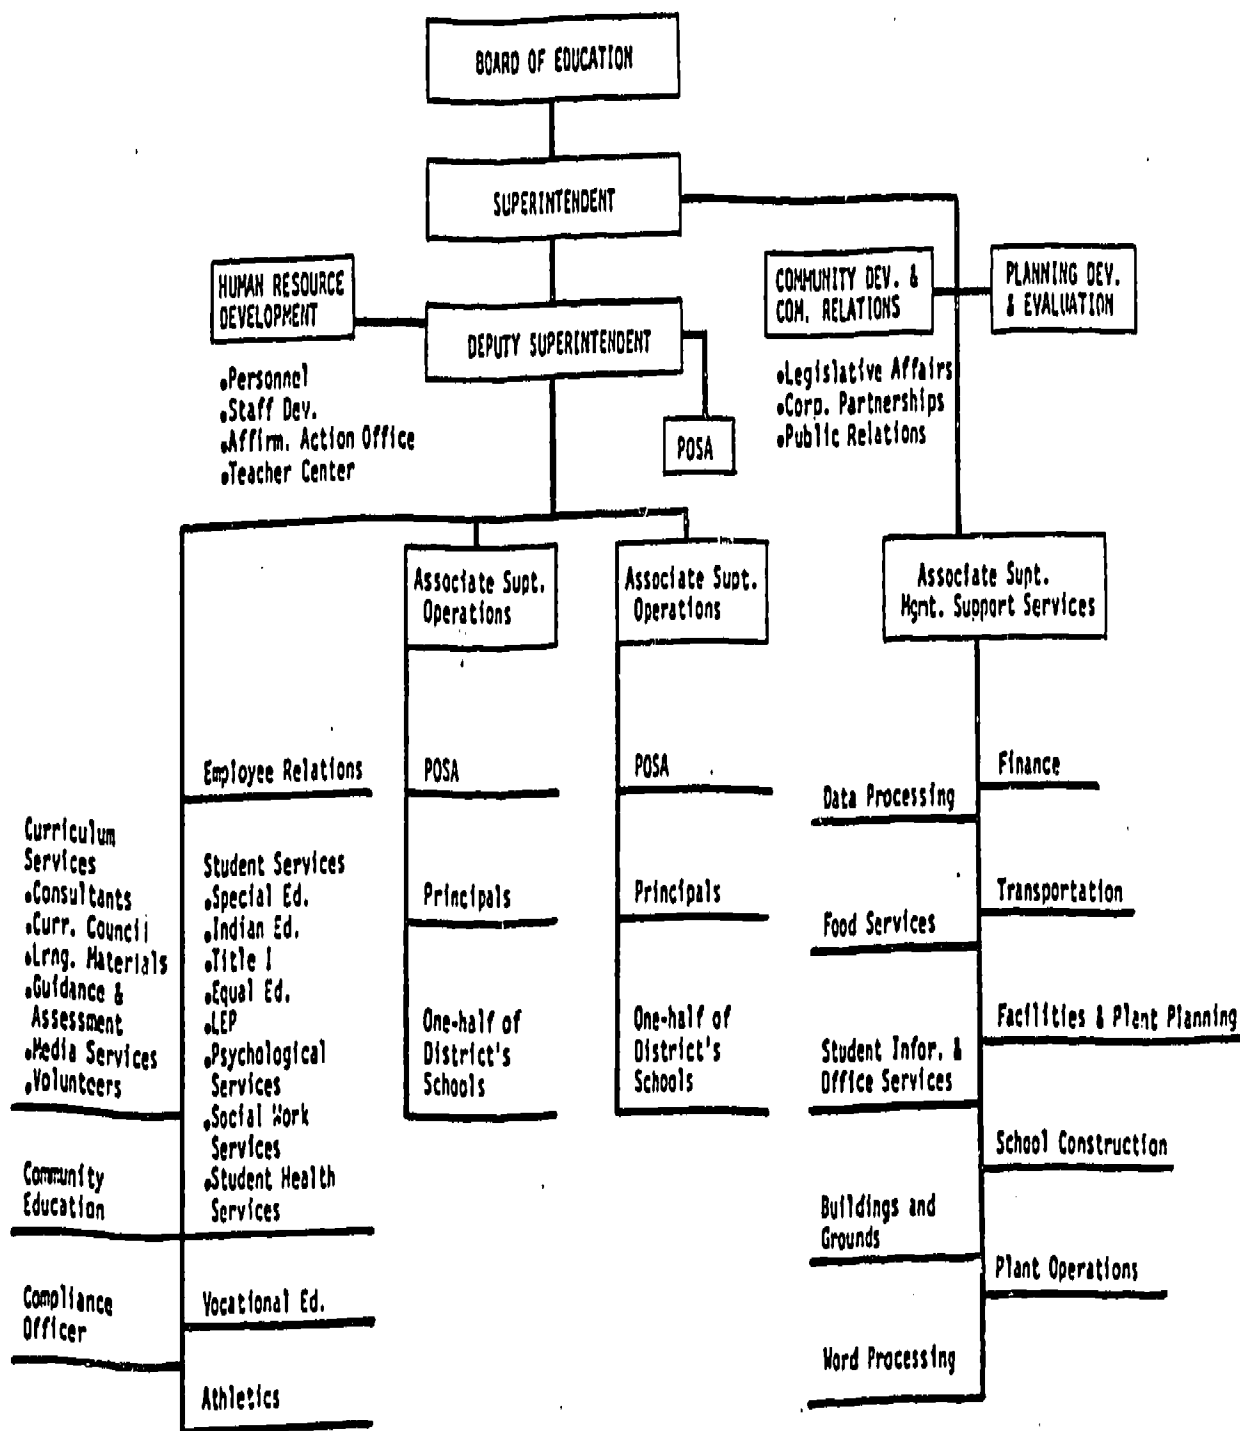 BOARD OF EDUCATION
SUPERINTENDENT
HUMAN RESOURCE
DEVELOPMENT
•Personnel
•Staff Dev.
•Affirm. Action Office
•Teacher Center
DEPUTY SUPERINTENDENT
POSA
COMMUNITY DEV. &
COM. RELATIONS
•Legislative Affairs
•Corp. Partnerships
•Public Relations
PLANNING DEV.
& EVALUATION
Associate Supt.
Operations
Associate Supt.
Operations
Associate Supt.
Mgmt. Support Services
Curriculum
Services
•Consultants
•Curr. Council
•Lrng. Materials
•Guidance &
Assessment
•Media Services
•Volunteers
Community
Education
Compliance
Officer
Employee Relations
Student Services
•Special Ed.
•Indian Ed.
•Title I
•Equal Ed.
•LEP
•Psychological
Services
•Social Work
Services
•Student Health
Services
Vocational Ed.
Athletics
POSA
Principals
One-half of
District's
Schools
POSA
Principals
One-half of
District's
Schools
Data Processing
Food Services
Student Infor. &
Office Services
Buildings and
Grounds
Word Processing
Finance
Transportation
Facilities & Plant Planning
School Construction
Plant Operations